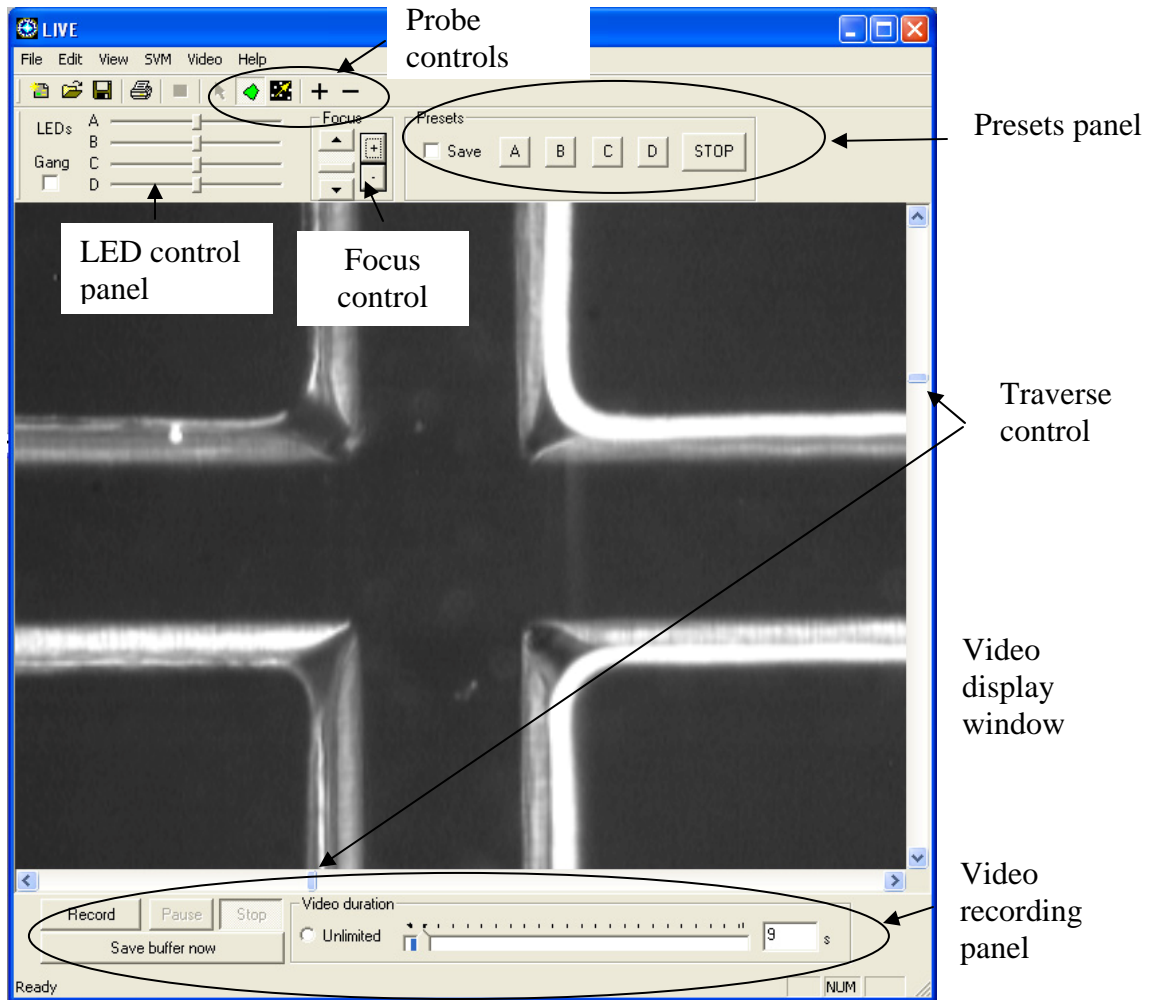 LIVE
Probe
controls
File Edit View SVM Video Help
LEDs A
B
Gang C
D
Focus
+
-
Presets
Save A B C D STOP
Presets panel
LED control
panel
Focus
control
Traverse
control
Video
display
window
Record Pause Stop
Save buffer now
Video duration
Unlimited
9 s
Video
recording
panel
Ready
NUM